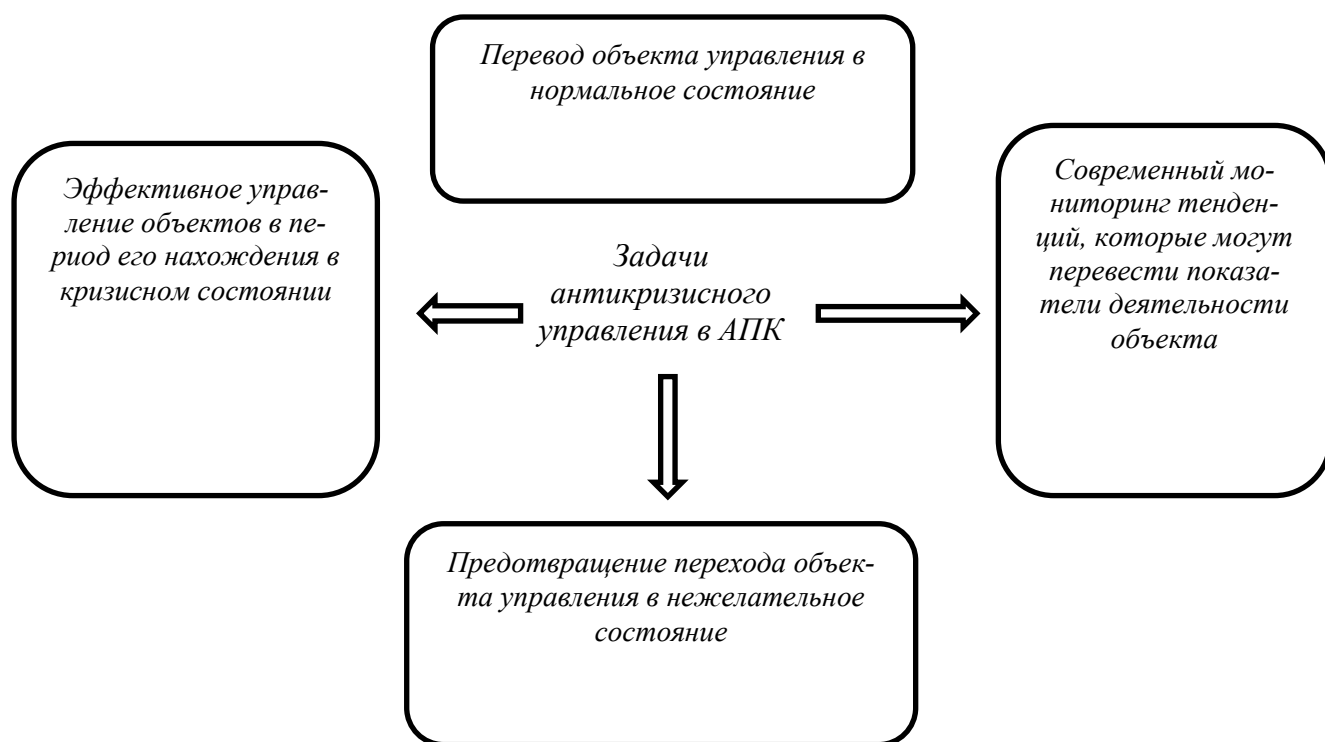 Перевод объекта управления в
нормальное состояние
Эффективное управ-
ление объектов в пе-
риод его нахождения в
кризисном состоянии
Задачи
антикризисного
управления в АПК
Современный мо-
ниторинг тенден-
ций, которые могут
перевести показа-
тели деятельности
объекта
Предотвращение перехода объек-
та управления в нежелательное
состояние